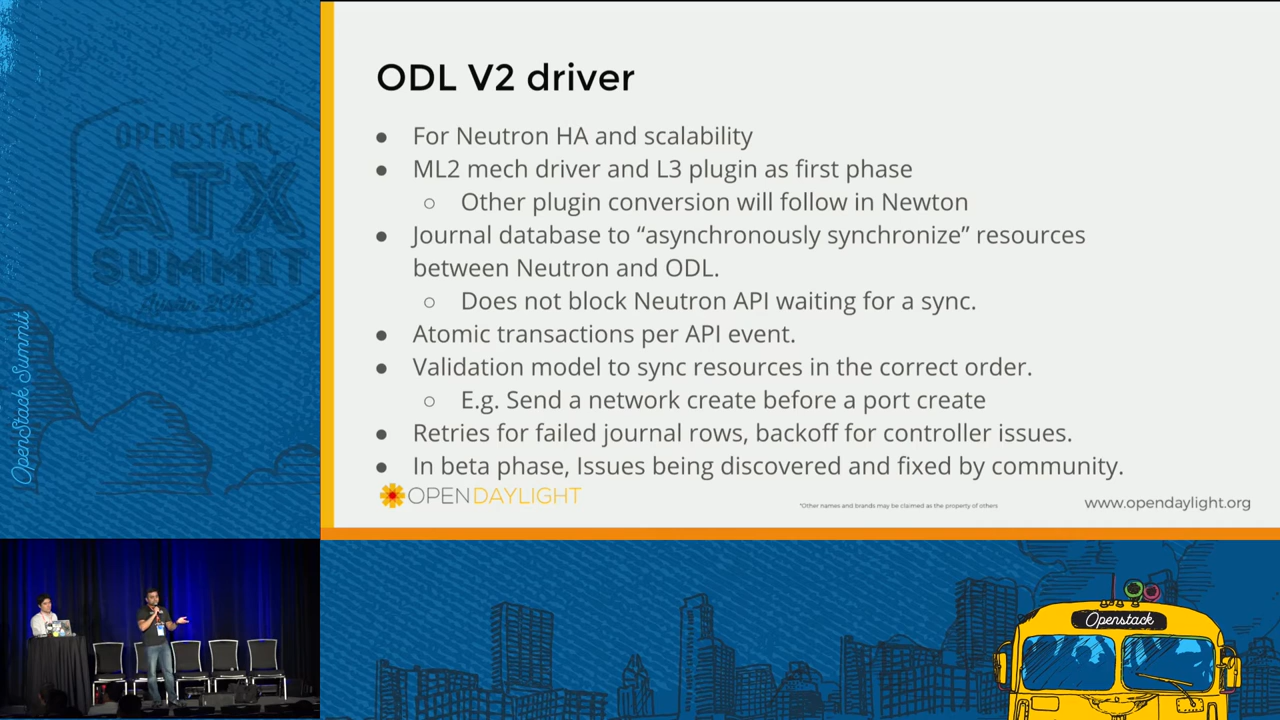 ODL V2 driver
● For Neutron HA and scalability
● ML2 mech driver and L3 plugin as first phase
○ Other plugin conversion will follow in Newton
● Journal database to “asynchronously synchronize” resources
between Neutron and ODL.
○ Does not block Neutron API waiting for a sync.
● Atomic transactions per API event.
● Validation model to sync resources in the correct order.
○ E.g. Send a network create before a port create
● Retries for failed journal rows, backoff for controller issues.
● In beta phase, Issues being discovered and fixed by community.
OPENDAYLIGHT
*Other names and brands may be claimed as the property of others
www.opendaylight.org
OPENSTACK
ATX
SUMMIT
Austin 2016
OpenStack Summit
Openstack